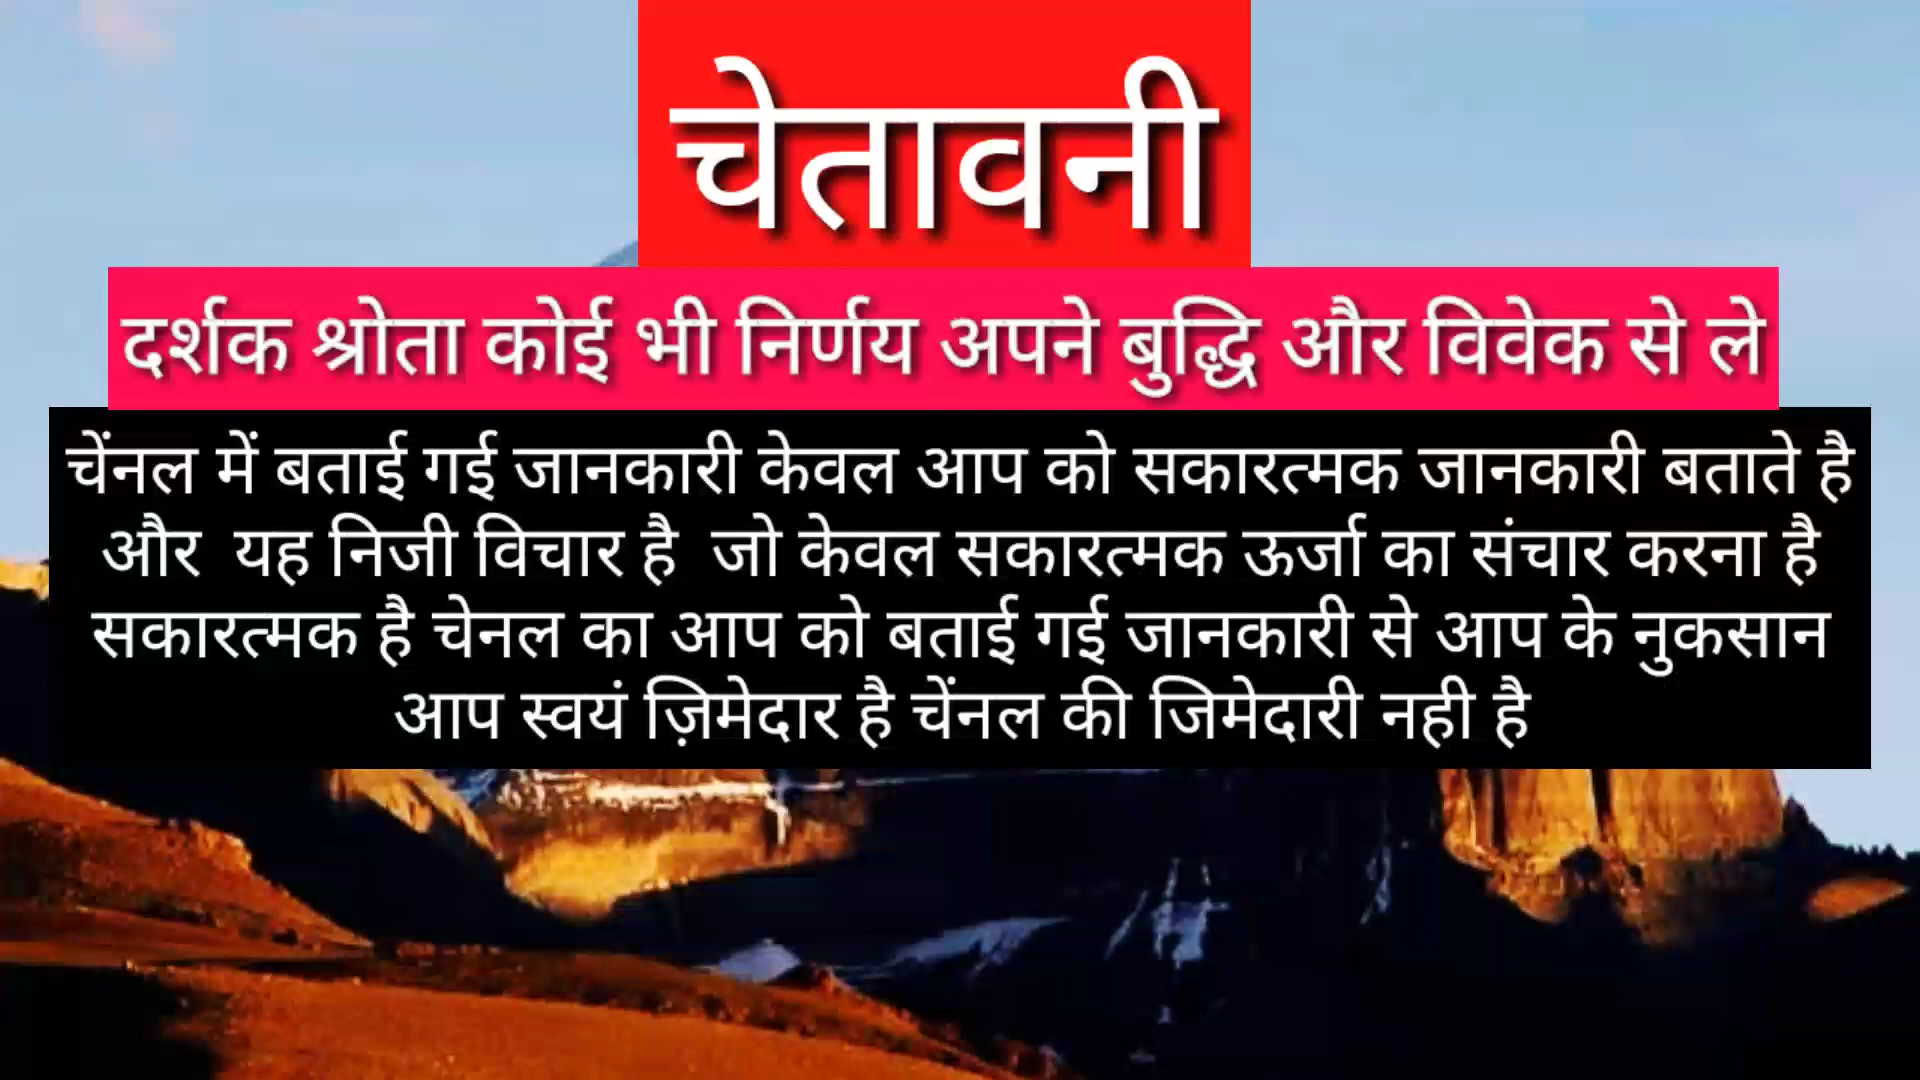 चेतावनी
दर्शक श्रोता कोई भी निर्णय अपने बुद्धि और विवेक से ले
चेंनल में बताई गई जानकारी केवल आप को सकारत्मक जानकारी बताते है
और यह निजी विचार है जो केवल सकारत्मक ऊर्जा का संचार करना है
सकारत्मक है चेनल का आप को बताई गई जानकारी से आप के नुकसान
आप स्वयं ज़िमेदार है चेंनल की जिमेदारी नही है